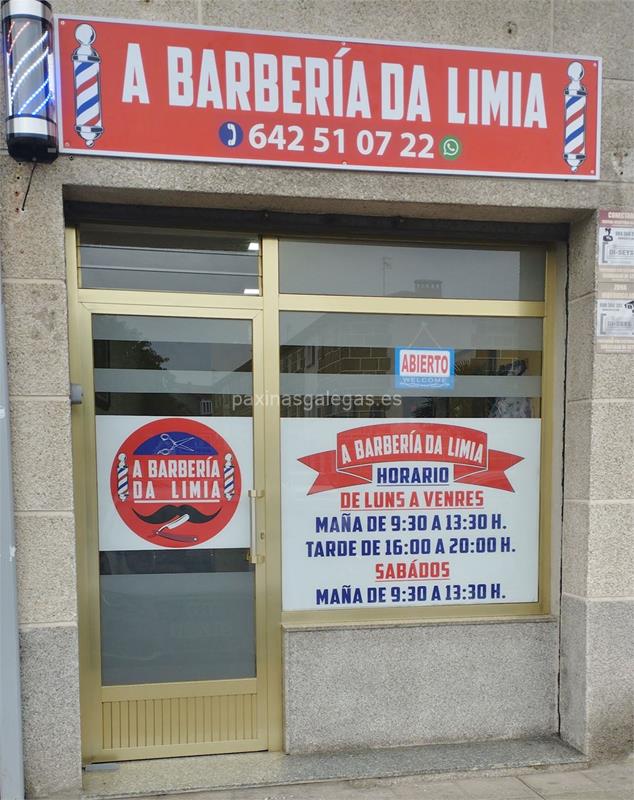 A BARBERÍA DA LIMIA
642 51 07 22
ABIERTO
WELCOME
paxinasgalegas.es
A BARBERÍA
DA LIMIA
A BARBERÍA DA LIMIA
HORARIO
DE LUNS A VENRES
MAÑA DE 9:30 A 13:30 H.
TARDE DE 16:00 A 20:00 H.
SABÁDOS
MAÑA DE 9:30 A 13:30 H.
ZONA